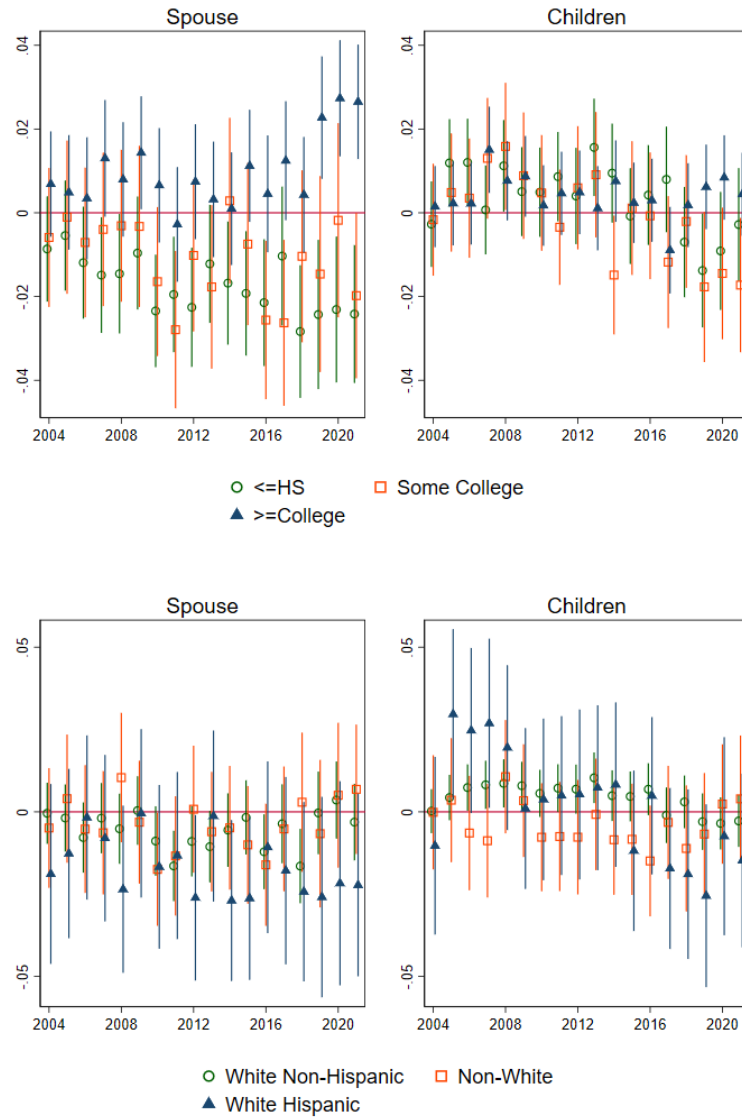 Spouse
Children
.04
.02
0
-.02
-.04
.04
.02
0
-.02
-.04
2004 2008 2012 2016 2020
2004 2008 2012 2016 2020
<=HS
Some College
>=College
Spouse
Children
.05
0
-.05
.05
0
-.05
2004 2008 2012 2016 2020
2004 2008 2012 2016 2020
White Non-Hispanic
Non-White
White Hispanic